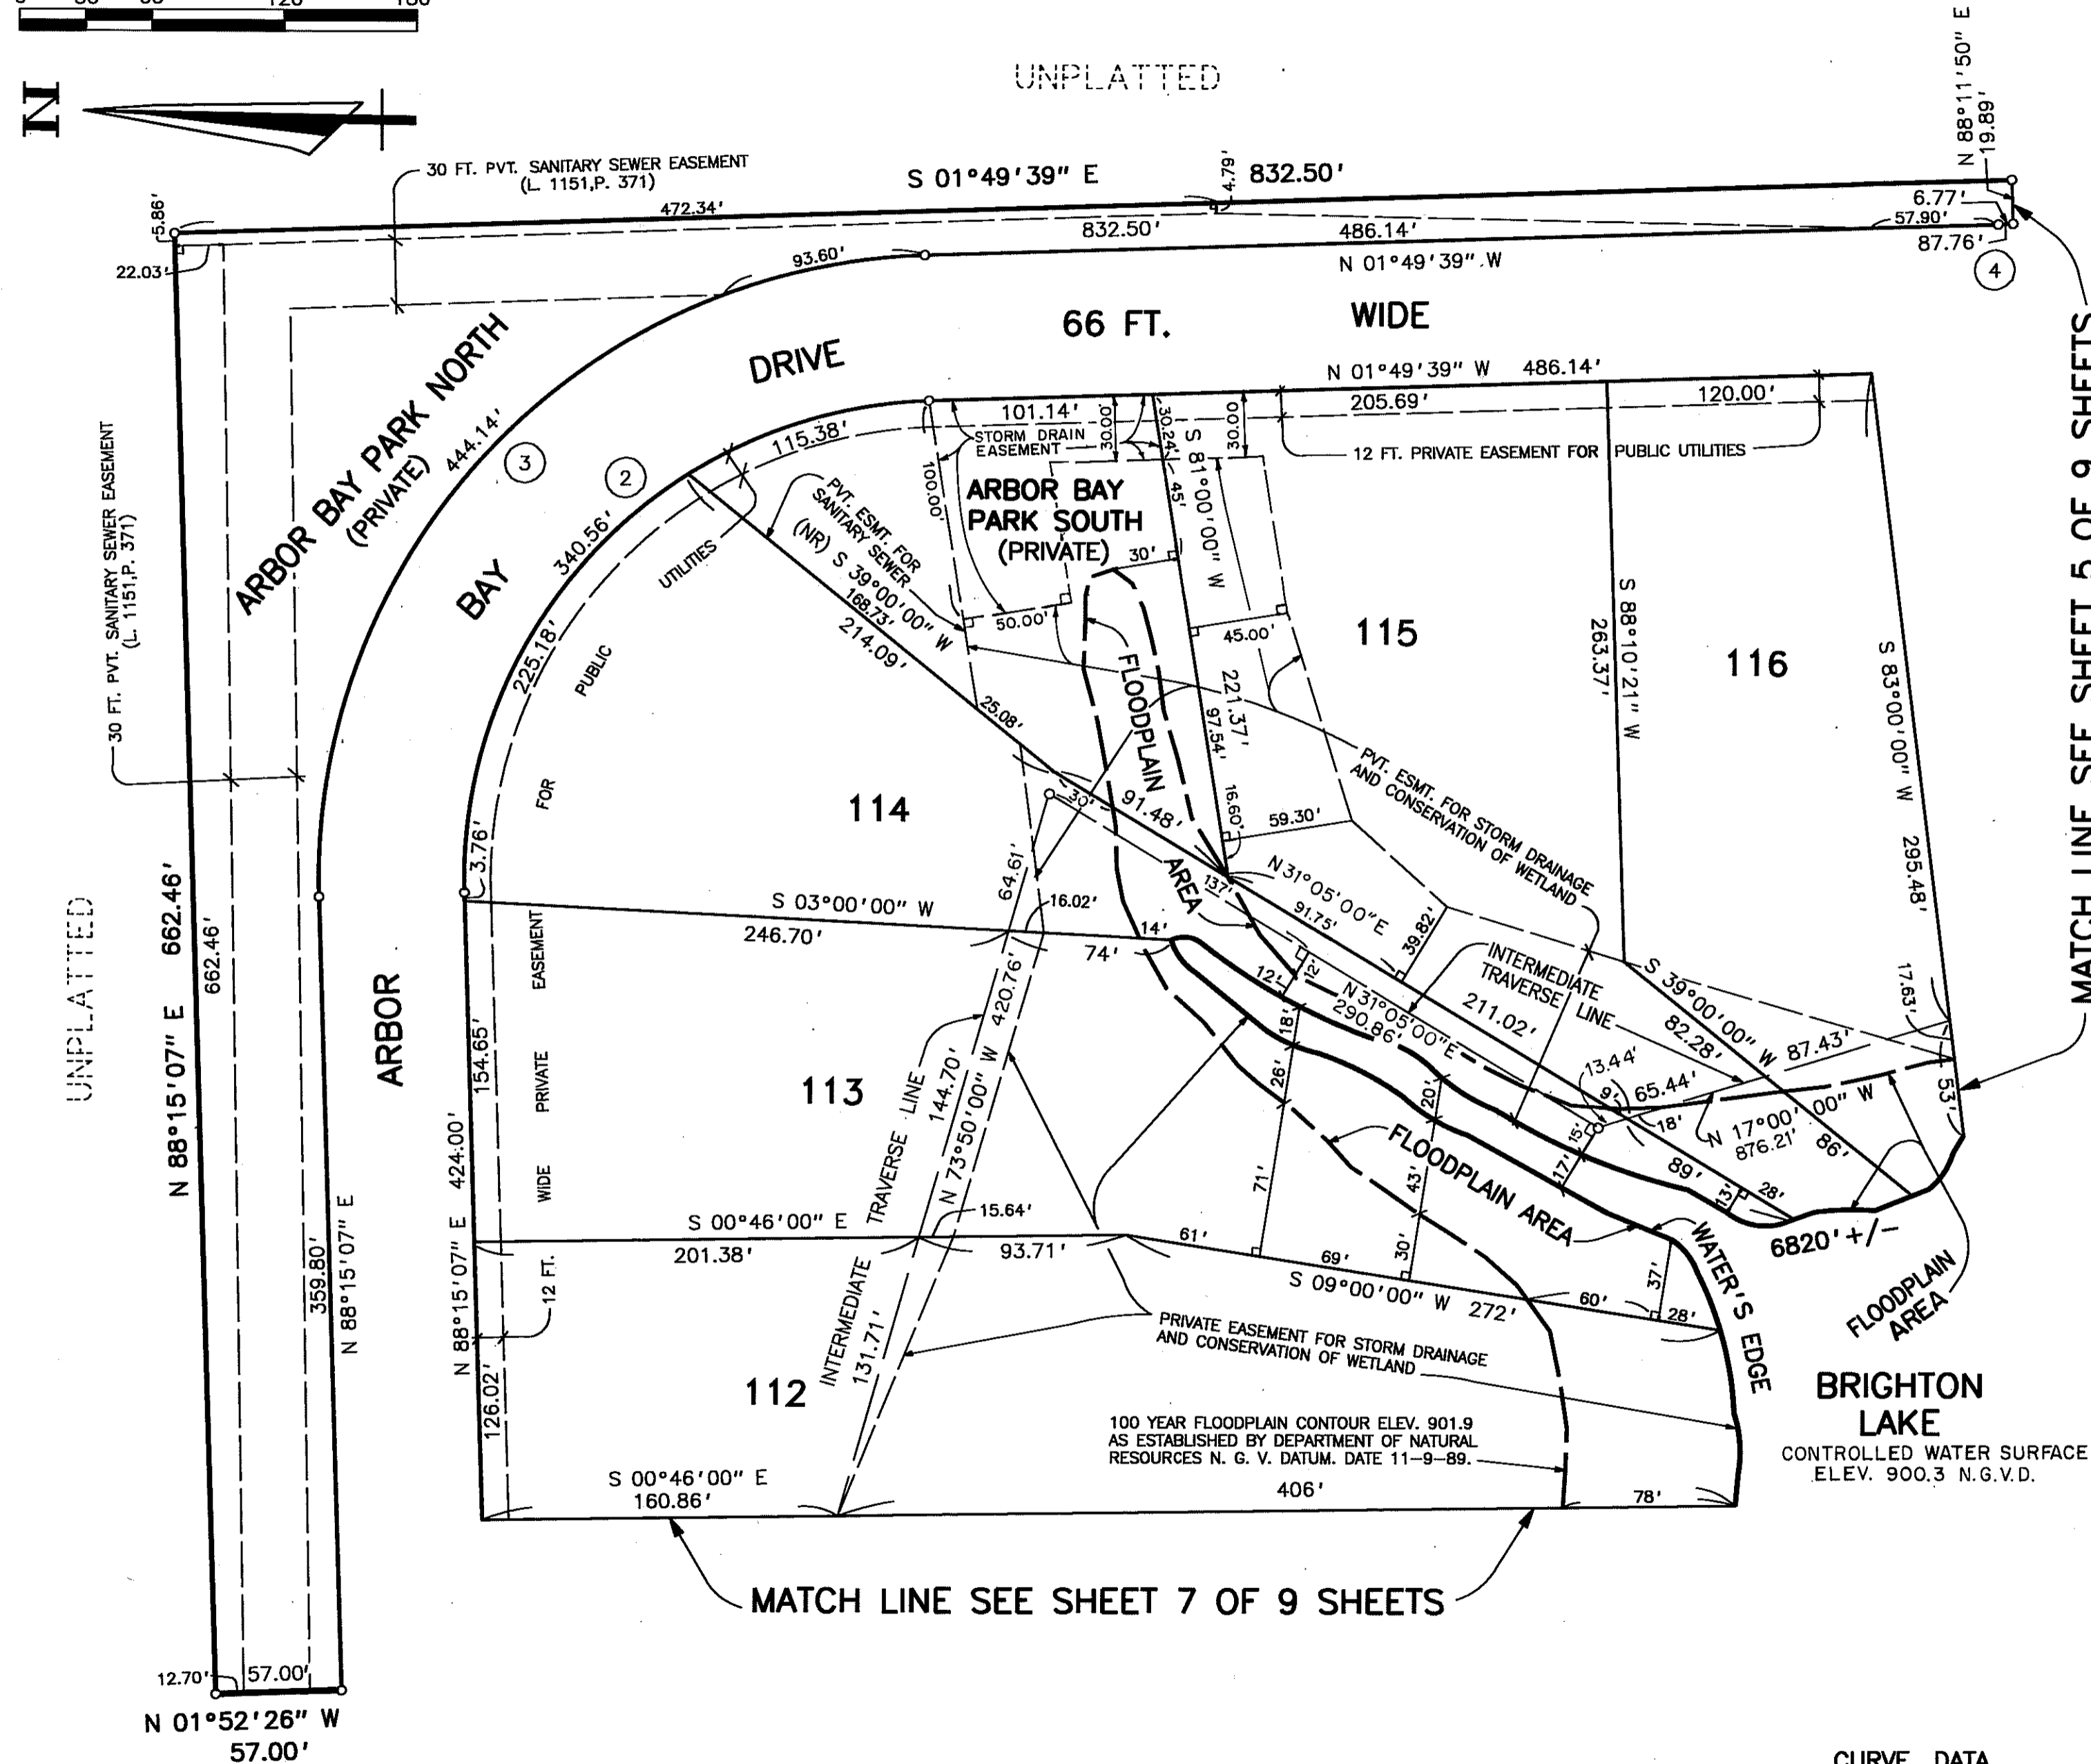 0 30 60 120 180
N
UNPLATTED
N 88°11'50" E
19.89'
30 FT. PVT. SANITARY SEWER EASEMENT
(L. 1151,P. 371)
S 01°49'39" E 832.50'
4.79'
5.86'
472.34'
832.50'
486.14'
6.77'
57.90'
87.76'
4
22.03'
93.60'
N 01°49'39" W
66 FT. WIDE
DRIVE
ARBOR BAY PARK NORTH
(PRIVATE)
444.14'
3
2
340.56'
BAY
N 01°49'39" W 486.14'
101.14'
205.69'
120.00'
115.38'
STORM DRAIN
EASEMENT
30.00'
30.24'
30.00
12 FT. PRIVATE EASEMENT FOR PUBLIC UTILITIES
100.00'
ARBOR BAY
PARK SOUTH
(PRIVATE)
45'
S 81°00'00" W
30'
PVT. ESMT. FOR
SANITARY SEWER
(NR) S 39°00'00" W
168.73'
214.09'
50.00'
45.00'
25.08'
30 FT. PVT. SANITARY SEWER EASEMENT
(L. 1151,P. 371)
225.18'
UTILITIES
PUBLIC
FOR
EASEMENT
PRIVATE
WIDE
12 FT.
115
116
S 88°10'21" W
263.37'
S 83°00'00" W
295.48'
MATCH LINE SEE SHEET 5 OF 9 SHEETS
FLOODPLAIN
AREA
221.37'
97.54'
16.60'
59.30'
PVT. ESMT. FOR STORM DRAINAGE
AND CONSERVATION OF WETLAND
114
30'
91.48'
137'
N 31°05'00"E
91.75'
39.82'
3.76'
64.61'
S 03°00'00" W
246.70'
16.02'
14'
74'
12'
12'
N 31°05'00"E
290.86'
INTERMEDIATE
TRAVERSE LINE
211.02'
S 39°00'00" W
82.28'
87.43'
17.63'
53'
UNPLATTED
N 88°15'07" E 662.46'
662.46'
ARBOR
154.65'
N 88°15'07" E 424.00'
113
INTERMEDIATE TRAVERSE LINE
144.70'
N 73°50'00" W 420.76'
131.71'
18'
26'
71'
20'
43'
30'
13.44'
9'
65.44'
18'
15'
17'
N 17°00'00" W
876.21'
86'
89'
13'
28'
FLOODPLAIN AREA
S 00°46'00" E
201.38'
15.64'
93.71'
61'
69'
S 09°00'00" W 272'
60'
37'
28'
WATER'S EDGE
6820'+/-
FLOODPLAIN
AREA
359.80'
N 88°15'07" E
126.02'
112
PRIVATE EASEMENT FOR STORM DRAINAGE
AND CONSERVATION OF WETLAND
100 YEAR FLOODPLAIN CONTOUR ELEV. 901.9
AS ESTABLISHED BY DEPARTMENT OF NATURAL
RESOURCES N. G. V. DATUM. DATE 11-9-89.
BRIGHTON
LAKE
CONTROLLED WATER SURFACE
ELEV. 900.3 N.G.V.D.
S 00°46'00" E
160.86'
406'
78'
MATCH LINE SEE SHEET 7 OF 9 SHEETS
12.70'
57.00'
N 01°52'26" W
57.00'
CURVE DATA